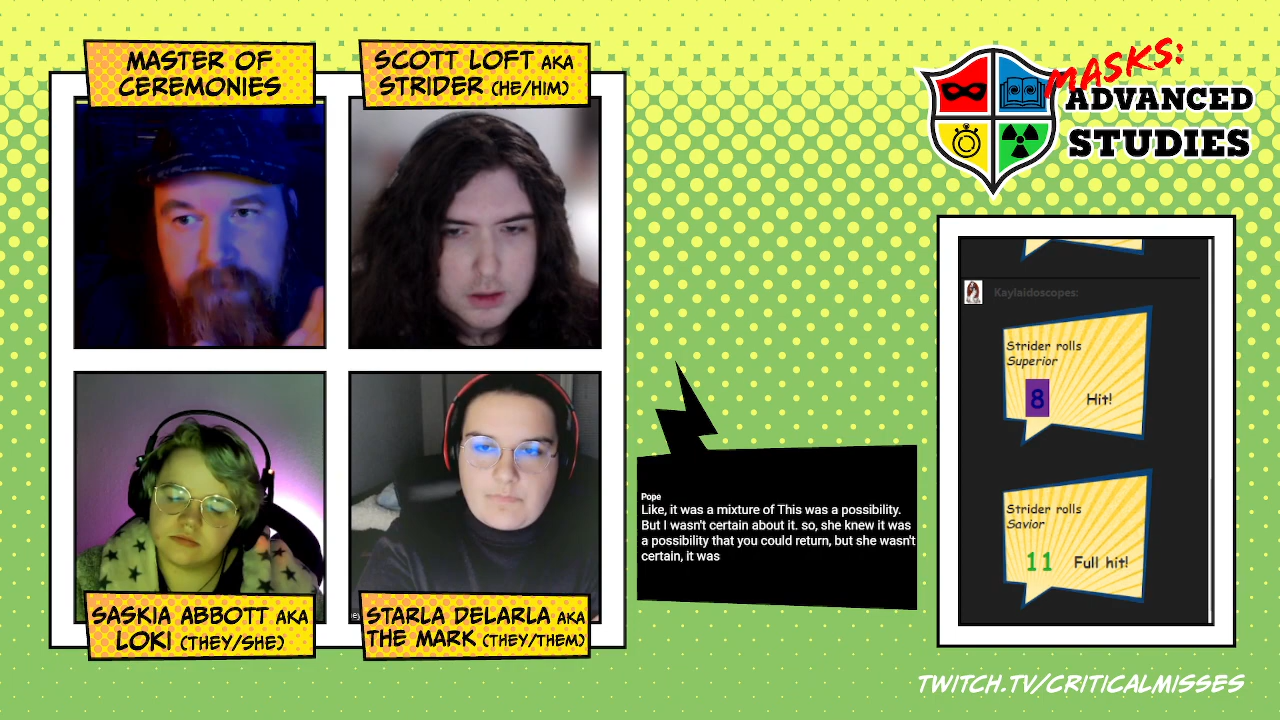 MASTER OF
CEREMONIES
SCOTT LOFT AKA
STRIDER (HE/HIM)
SASKIA ABBOTT AKA
LOKI (THEY/SHE)
STARLA DELARLA AKA
THE MARK (THEY/THEM)
Pope
Like, it was a mixture of This was a possibility.
But I wasn't certain about it. so, she knew it was
a possibility that you could return, but she wasn't
certain, it was
MASKS:
ADVANCED
STUDIES
Kaylaidoscopes:
Strider rolls
Superior
8 Hit!
Strider rolls
Savior
11 Full hit!
TWITCH.TV/CRITICALMISSES